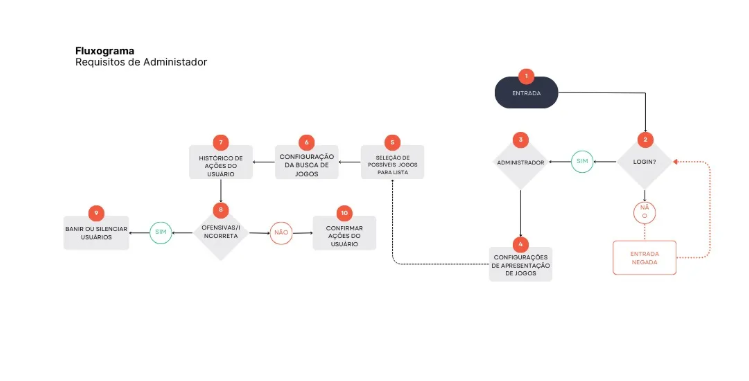 Fluxograma
Requisitos de Administador
1
ENTRADA
2
LOGIN?
SIM
3
ADMINISTRADOR
NÃ
O
ENTRADA
NEGADA
4
CONFIGURAÇÕES
DE APRESENTAÇÃO
DE JOGOS
5
SELEÇÃO DE
POSSÍVEIS JOGOS
PARA LISTA
6
CONFIGURAÇÃO
DA BUSCA DE
JOGOS
7
HISTÓRICO DE
AÇÕES DO
USUÁRIO
8
OFENSIVAS/I
NCORRETA
SIM
9
BANIR OU SILENCIAR
USUÁRIOS
NÃO
10
CONFIRMAR
AÇÕES DO
USUÁRIO